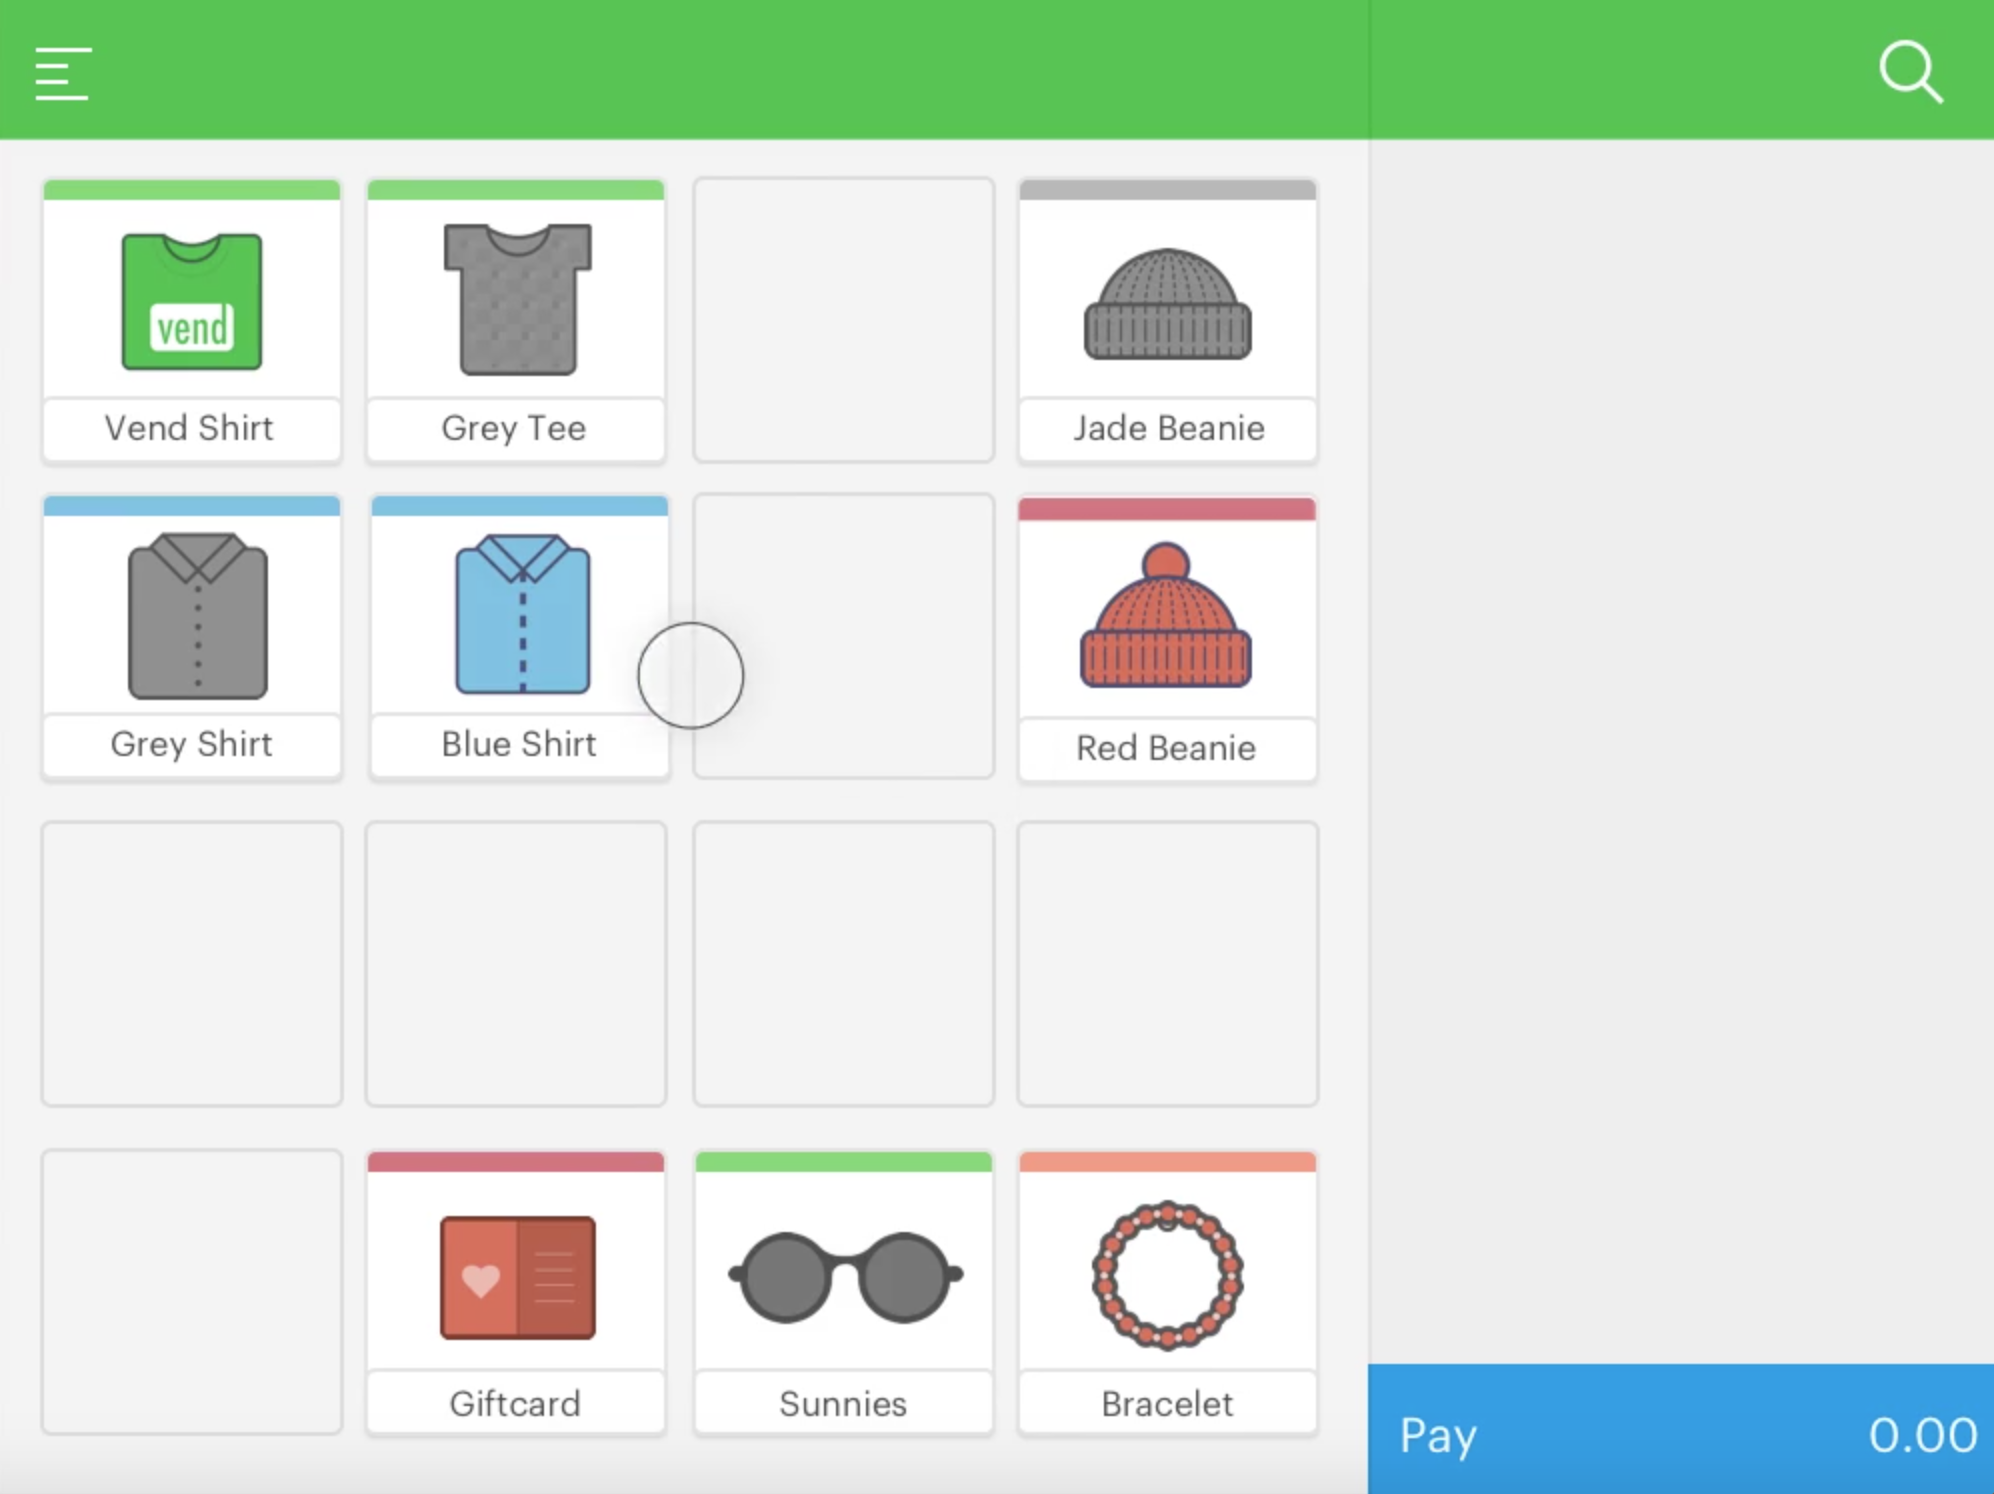 vend
Vend Shirt
Grey Tee
Jade Beanie
Grey Shirt
Blue Shirt
Red Beanie
Giftcard
Sunnies
Bracelet
Pay 0.00